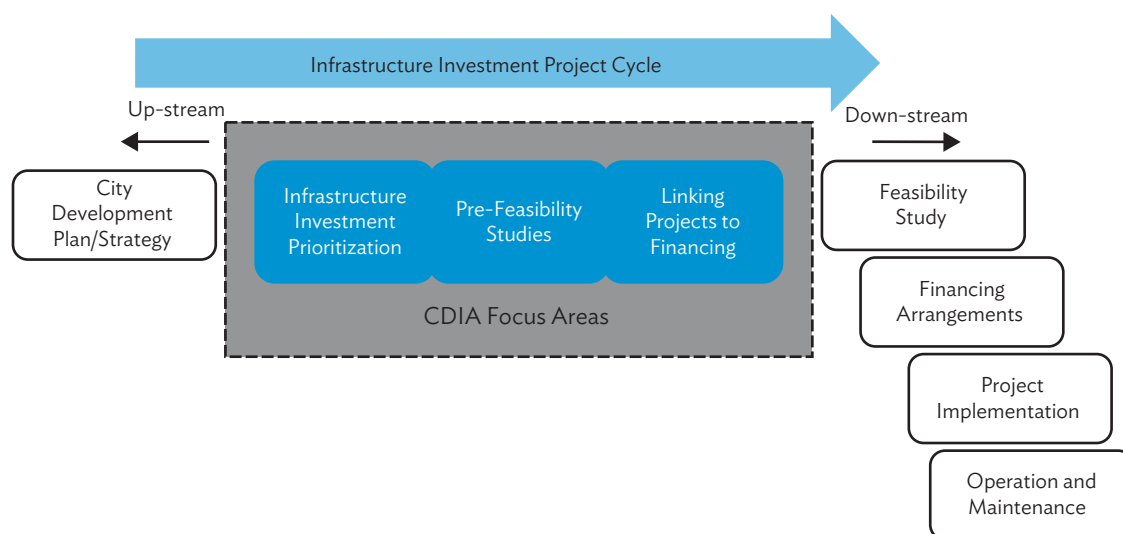 Infrastructure Investment Project Cycle
Up-stream
Down-stream
City
Development
Plan/Strategy
Infrastructure
Investment
Prioritization
Pre-Feasibility
Studies
Linking
Projects to
Financing
CDIA Focus Areas
Feasibility
Study
Financing
Arrangements
Project
Implementation
Operation and
Maintenance